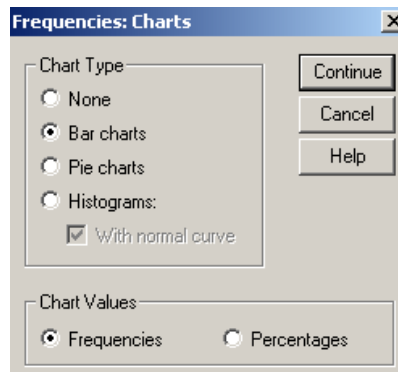 Frequencies: Charts
Chart Type
None
Bar charts
Pie charts
Histograms:
With normal curve
Continue
Cancel
Help
Chart Values
Frequencies
Percentages